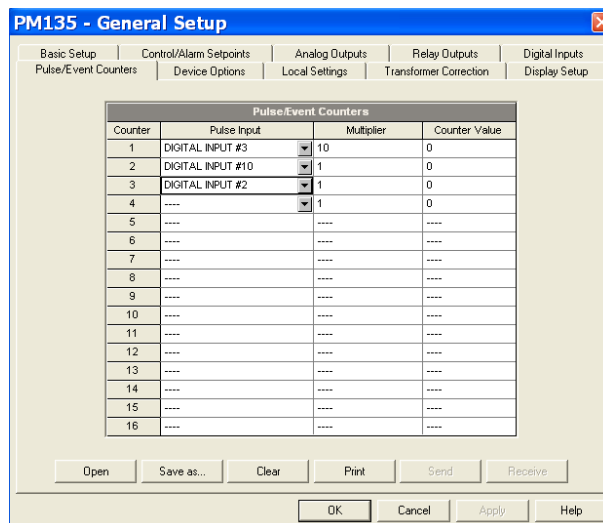 PM135 - General Setup
Basic Setup Control/Alarm Setpoints Analog Outputs Relay Outputs Digital Inputs
Pulse/Event Counters Device Options Local Settings Transformer Correction Display Setup
Pulse/Event Counters
Counter Pulse Input Multiplier Counter Value
1 DIGITAL INPUT #3 10 0
2 DIGITAL INPUT #10 1 0
3 DIGITAL INPUT #2 1 0
4 ---- 1 0
5 ---- ---- ----
6 ---- ---- ----
7 ---- ---- ----
8 ---- ---- ----
9 ---- ---- ----
10 ---- ---- ----
11 ---- ---- ----
12 ---- ---- ----
13 ---- ---- ----
14 ---- ---- ----
15 ---- ---- ----
16 ---- ---- ----
Open Save as... Clear Print Send Receive
OK Cancel Apply Help